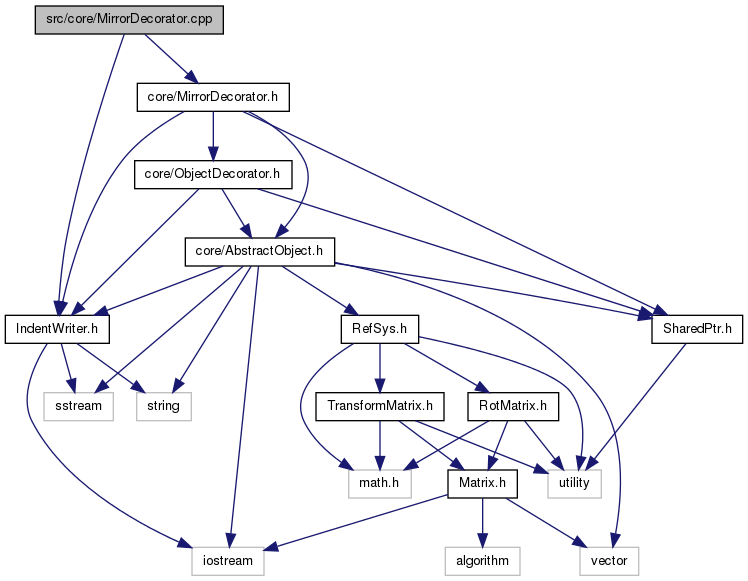 src/core/MirrorDecorator.cpp
core/MirrorDecorator.h
core/ObjectDecorator.h
core/AbstractObject.h
IndentWriter.h
RefSys.h
SharedPtr.h
sstream
string
TransformMatrix.h
RotMatrix.h
math.h
Matrix.h
utility
iostream
algorithm
vector